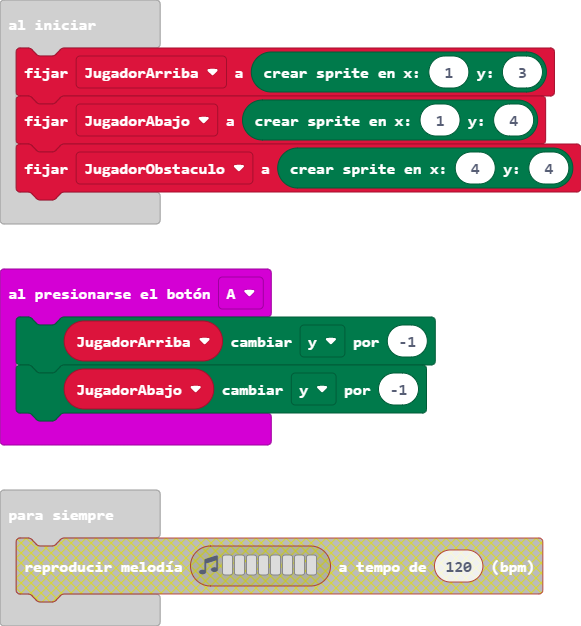 al iniciar
fijar JugadorArriba a crear sprite en x: 1 y: 3
fijar JugadorAbajo a crear sprite en x: 1 y: 4
fijar JugadorObstaculo a crear sprite en x: 4 y: 4
al presionarse el botón A
JugadorArriba cambiar y por -1
JugadorAbajo cambiar y por -1
para siempre
reproducir melodía a tempo de 120 (bpm)